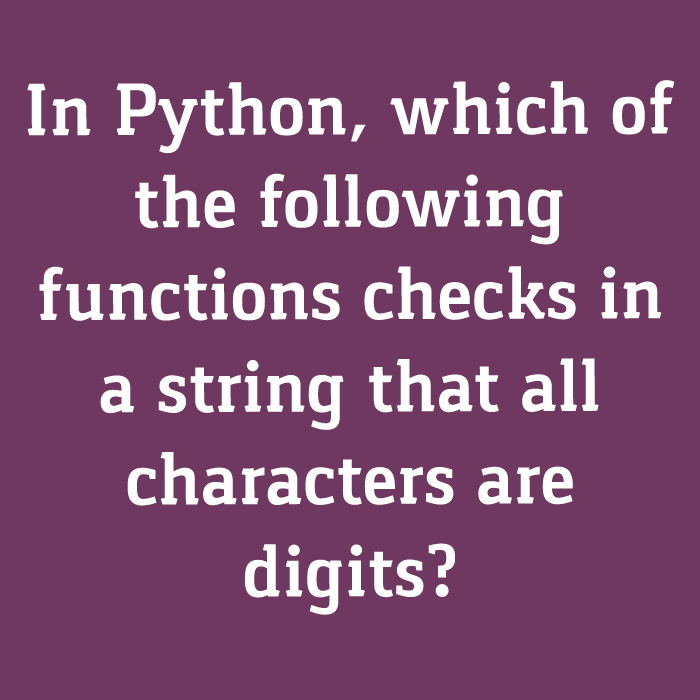 In Python, which of
the following
functions checks in
a string that all
characters are
digits?